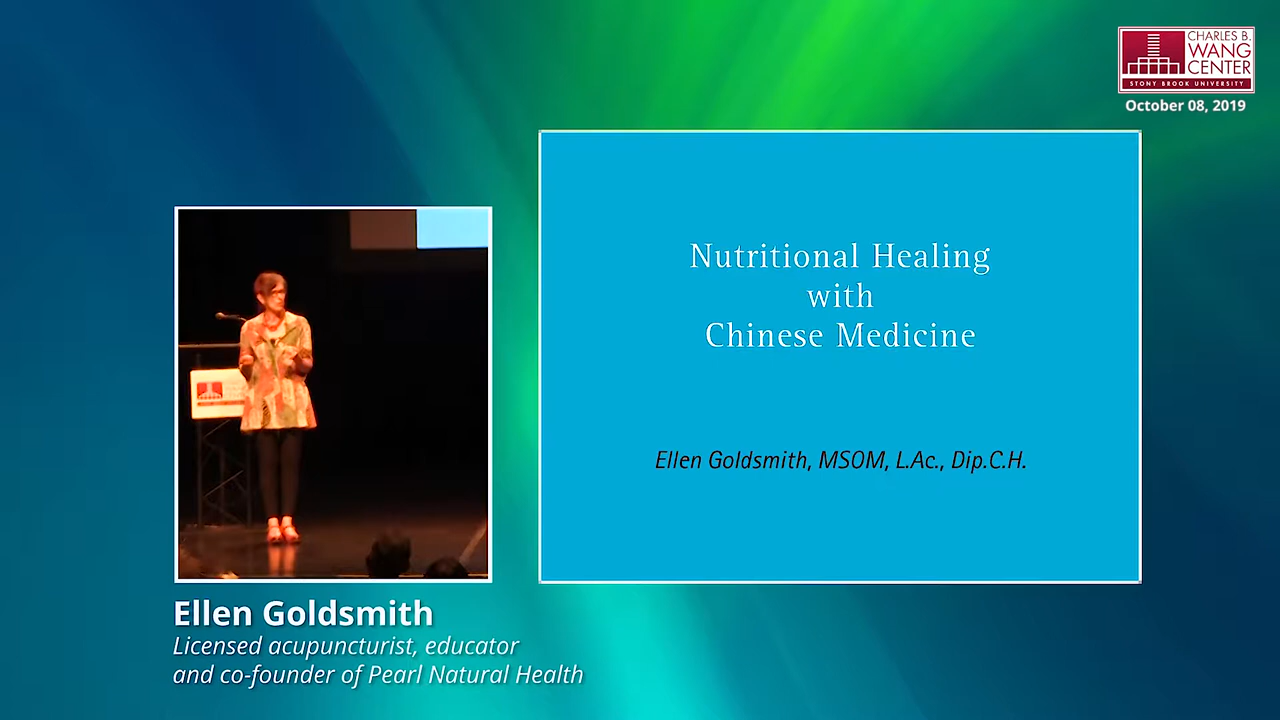 CHARLES B.
WANG
CENTER
STONY BROOK UNIVERSITY
October 08, 2019
Nutritional Healing
with
Chinese Medicine
Ellen Goldsmith, MSOM, L.Ac., Dip.C.H.
Ellen Goldsmith
Licensed acupuncturist, educator
and co-founder of Pearl Natural Health